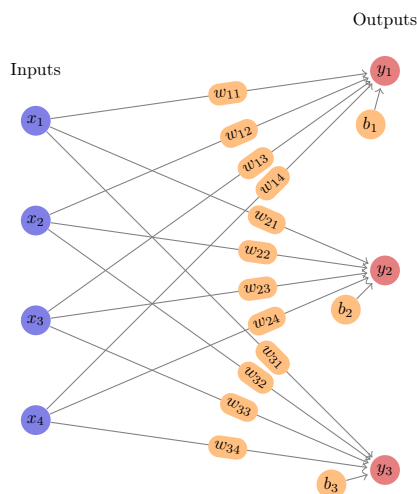 Outputs
Inputs
y₁
x₁
w₁₁
b₁
w₁₂
w₁₃
w₁₄
x₂
w₂₁
w₂₂
y₂
w₂₃
b₂
x₃
w₂₄
w₃₁
w₃₂
w₃₃
x₄
w₃₄
y₃
b₃